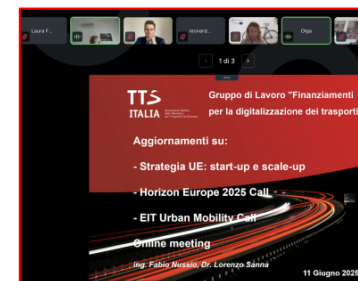 Laura F...
leonard...
Olga
1 di 3
TTS
ITALIA
Gruppo di Lavoro "Finanziamenti
per la digitalizzazione dei trasporti
Aggiornamenti su:
- Strategia UE: start-up e scale-up
- Horizon Europe 2025 Call
- EIT Urban Mobility Call
Online meeting
ing. Fabio Nussio, Dr. Lorenzo Sanna
11 Giugno 2025